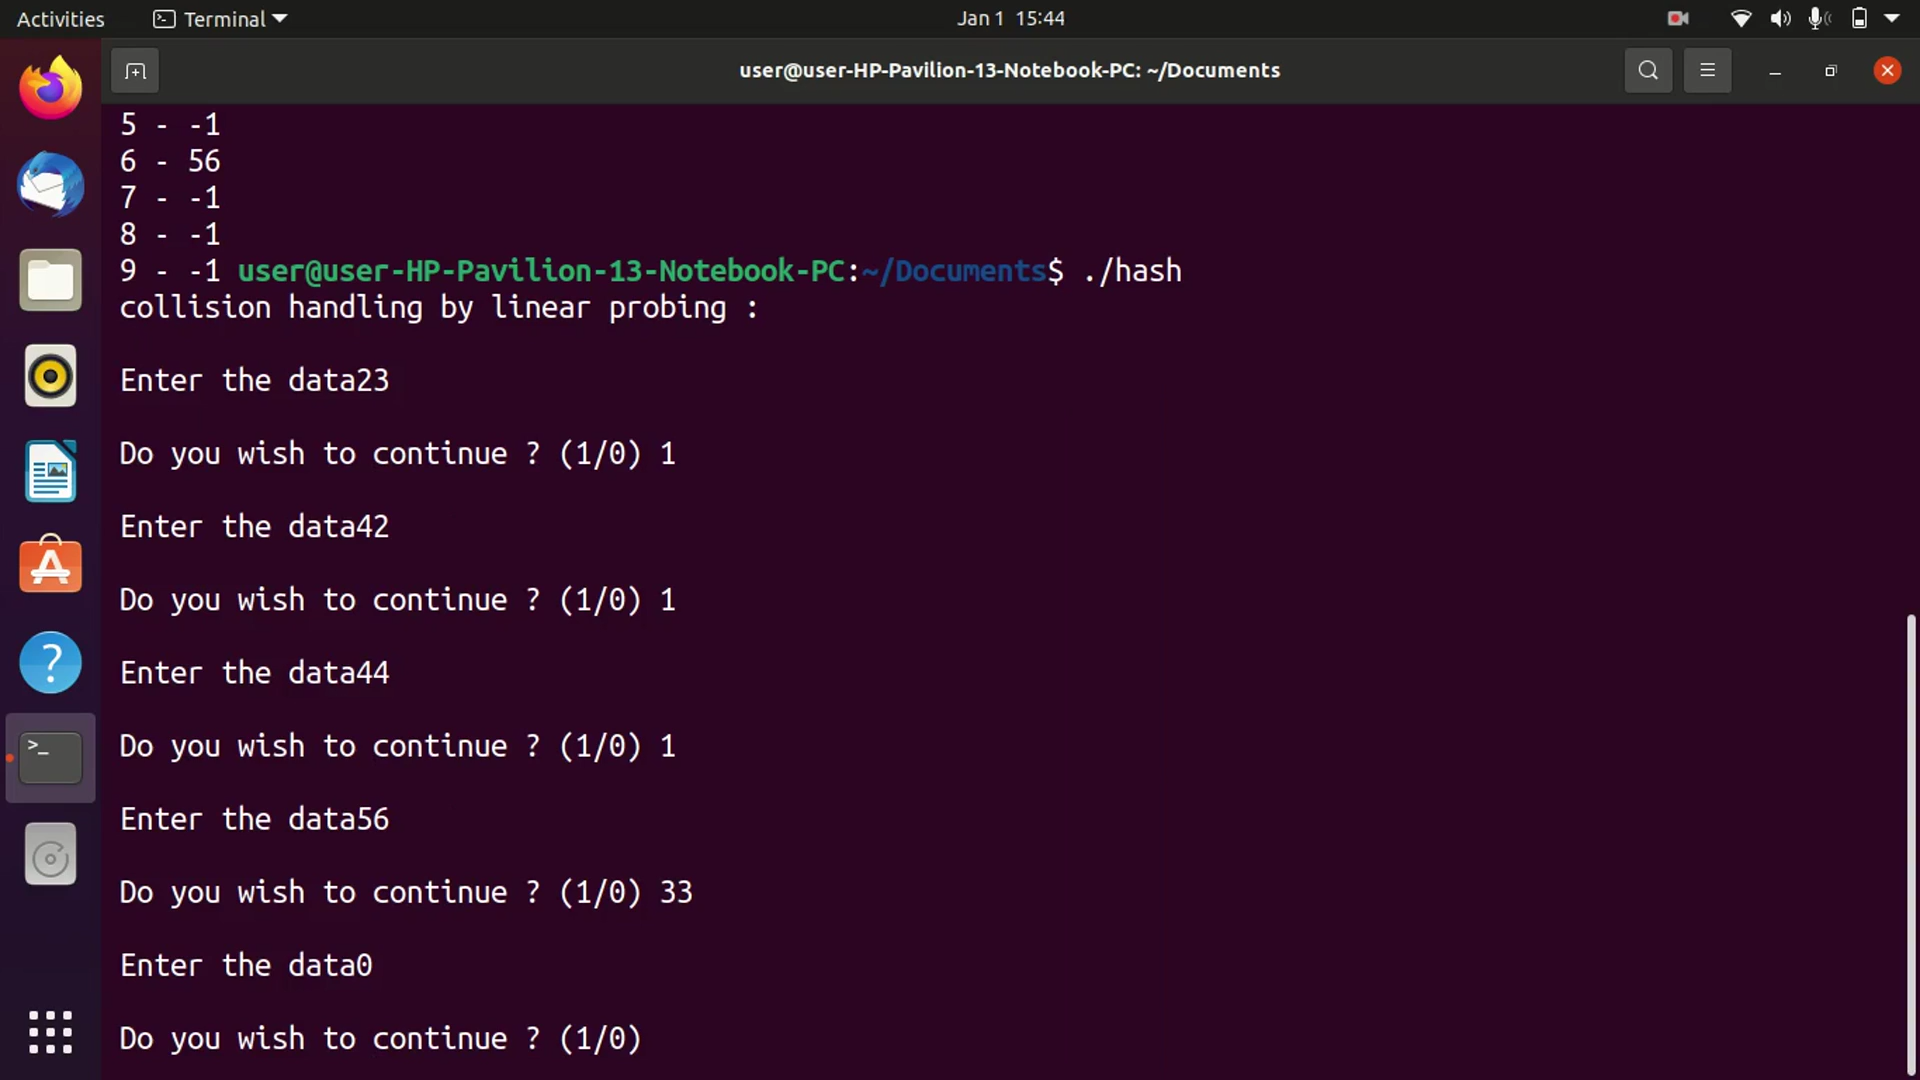 Activities Terminal Jan 1 15:44
user@user-HP-Pavilion-13-Notebook-PC: ~/Documents
5 - -1
6 - 56
7 - -1
8 - -1
9 - -1 user@user-HP-Pavilion-13-Notebook-PC:~/Documents$ ./hash
collision handling by linear probing :
Enter the data23
Do you wish to continue ? (1/0) 1
Enter the data42
Do you wish to continue ? (1/0) 1
Enter the data44
Do you wish to continue ? (1/0) 1
Enter the data56
Do you wish to continue ? (1/0) 33
Enter the data0
Do you wish to continue ? (1/0)